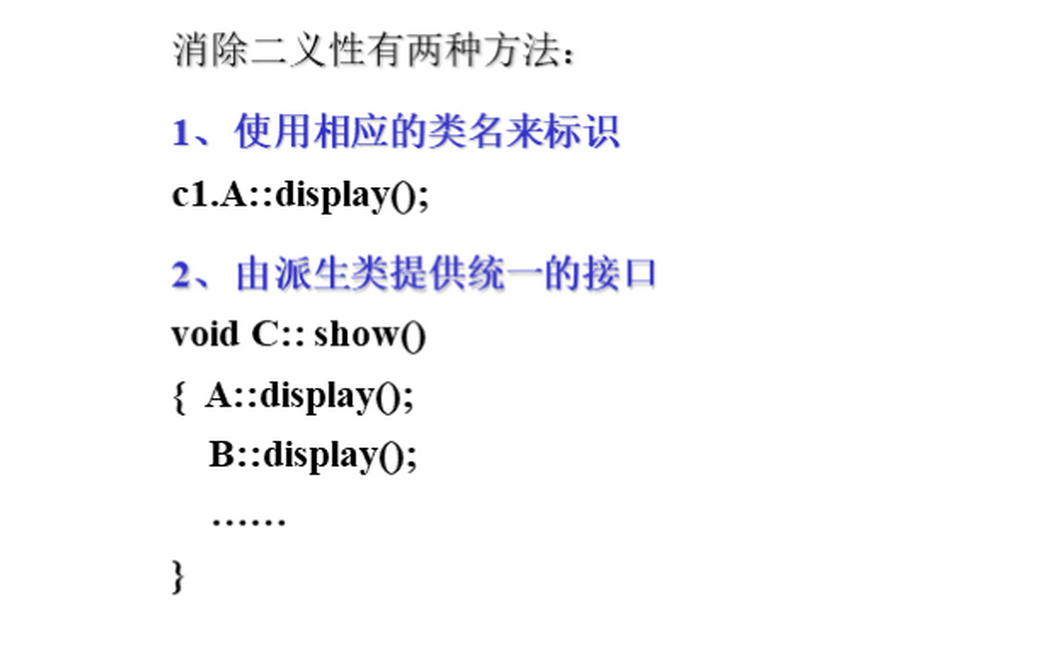 消除二义性有两种方法：
1、使用相应的类名来标识
c1.A::display();
2、由派生类提供统一的接口
void C:: show()
{ A::display();
B::display();
……
}